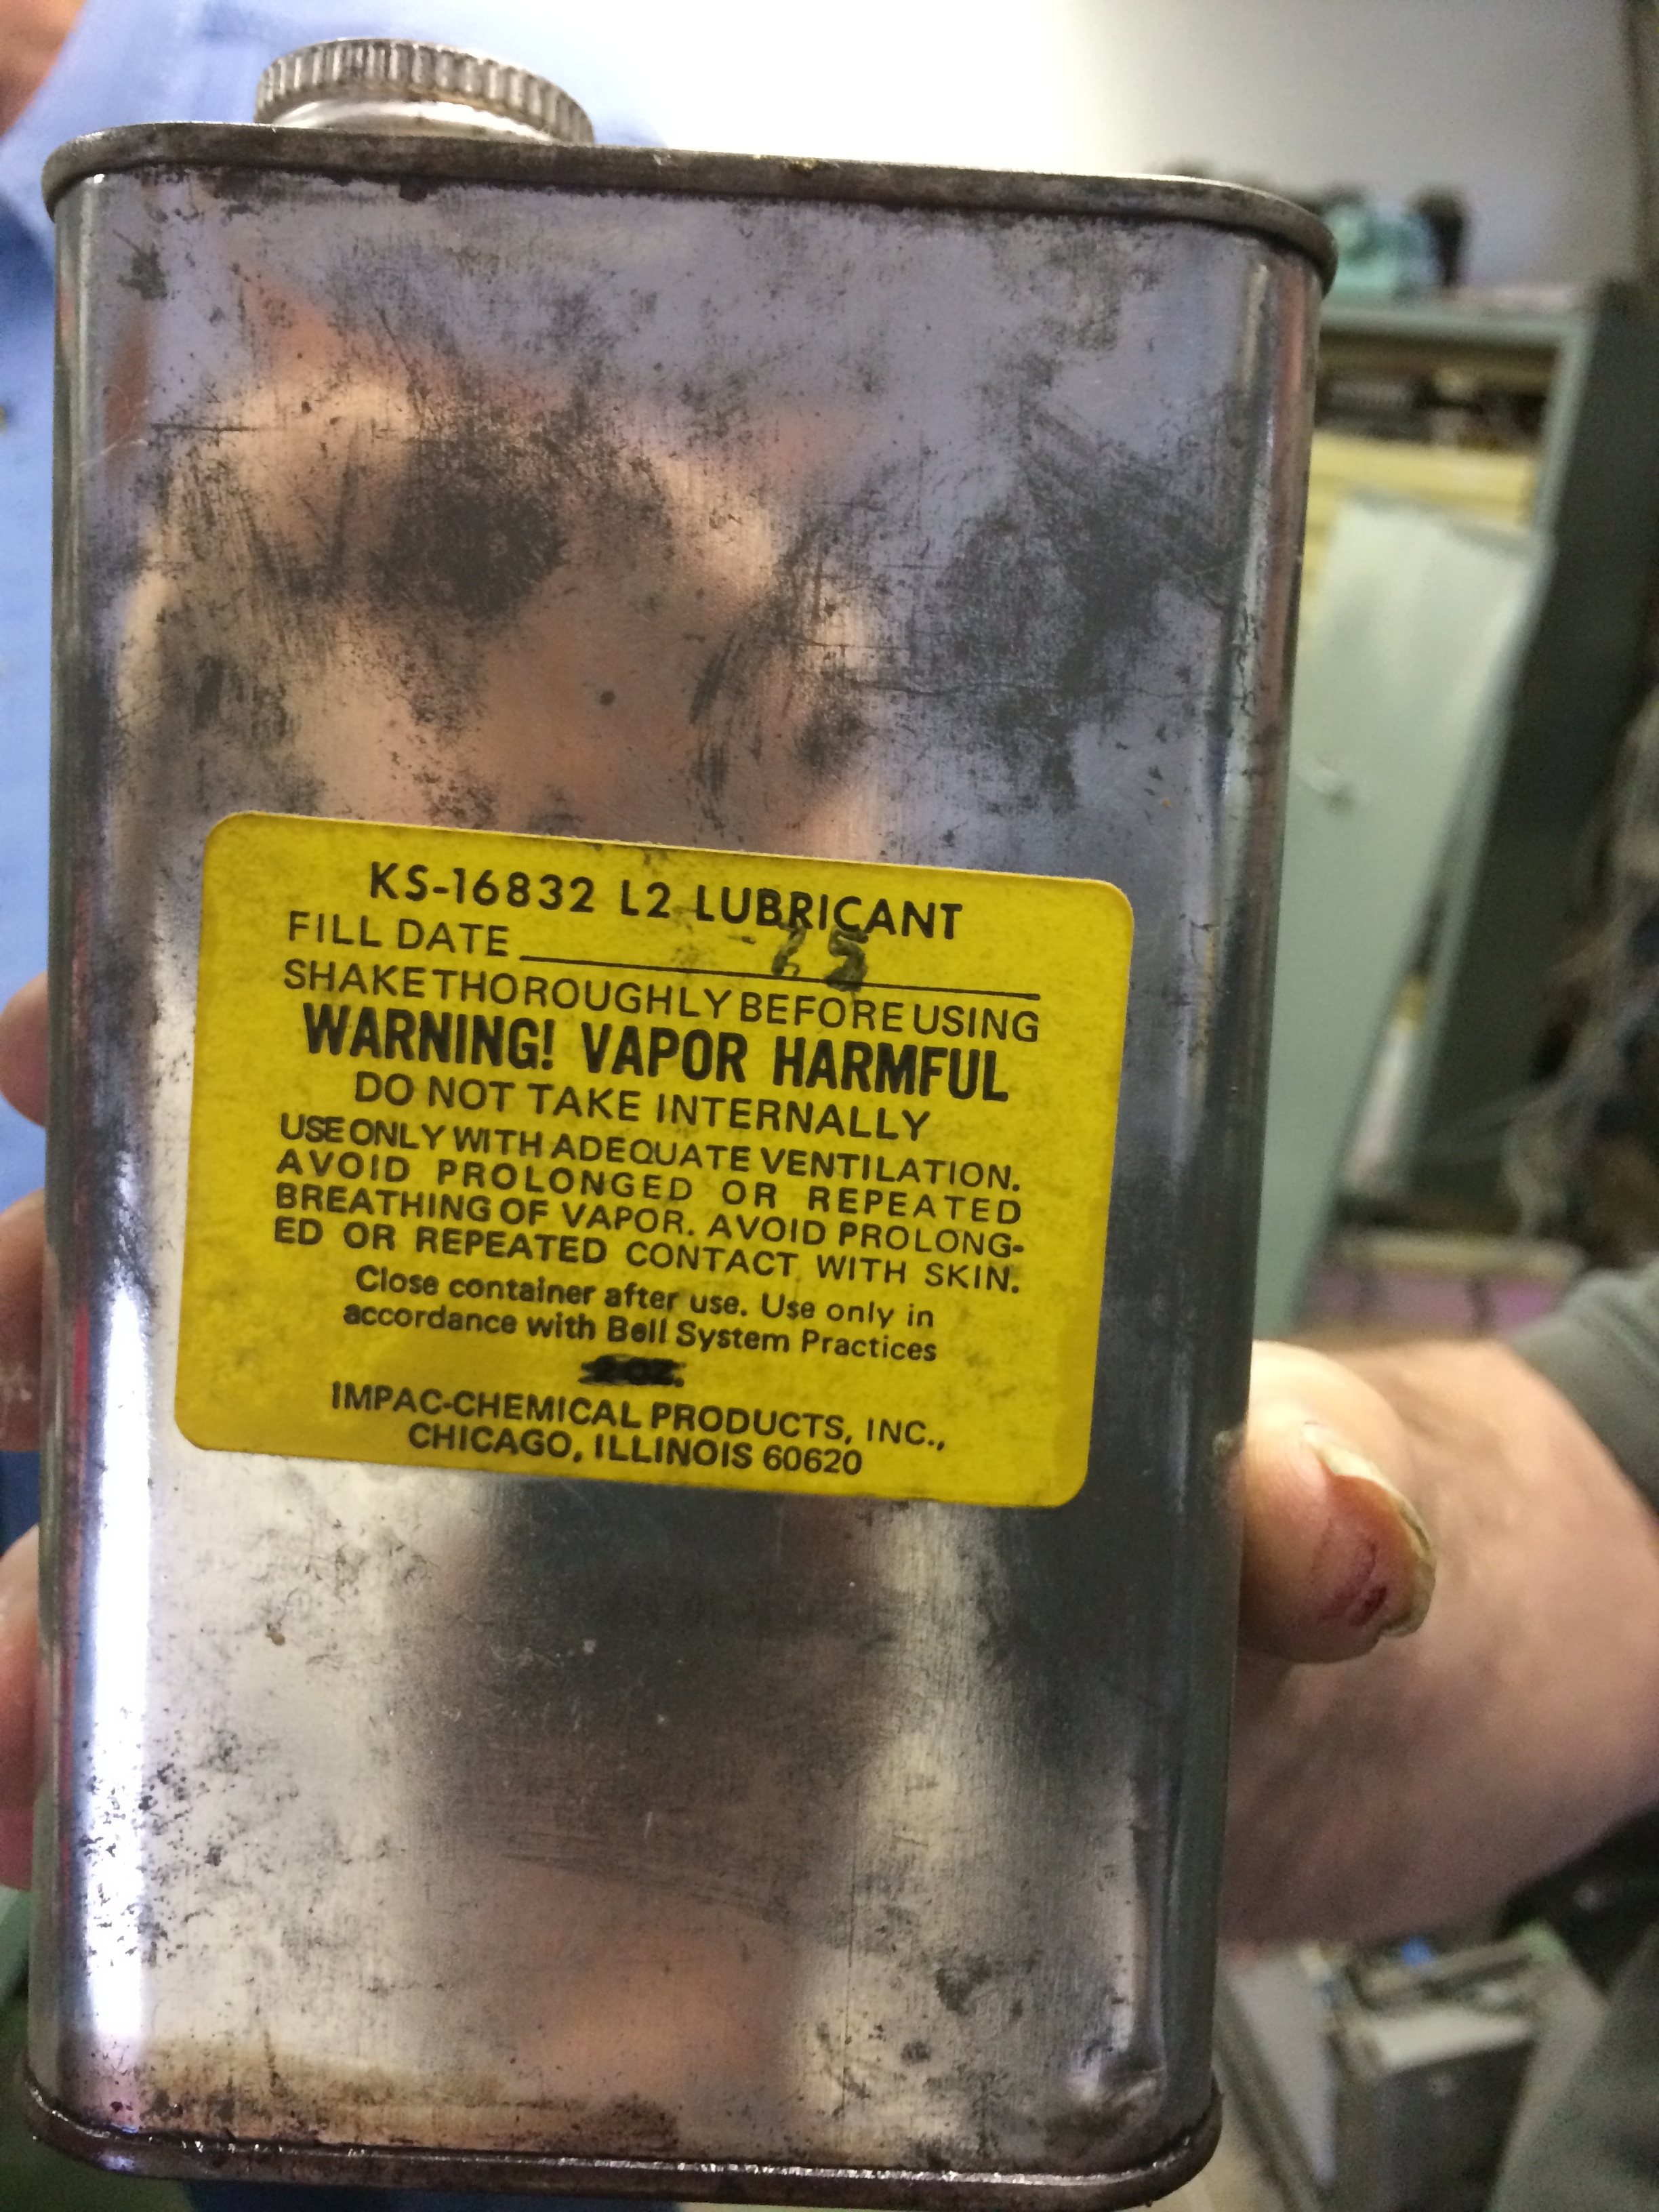 KS-16832 L2 LUBRICANT
FILL DATE
SHAKE THOROUGHLY BEFORE USING
WARNING! VAPOR HARMFUL
DO NOT TAKE INTERNALLY
USE ONLY WITH ADEQUATE VENTILATION.
AVOID PROLONGED OR REPEATED
BREATHING OF VAPOR. AVOID PROLONG-
ED OR REPEATED CONTACT WITH SKIN.
Close container after use. Use only in
accordance with Bell System Practices
IMPAC-CHEMICAL PRODUCTS, INC.,
CHICAGO, ILLINOIS 60620